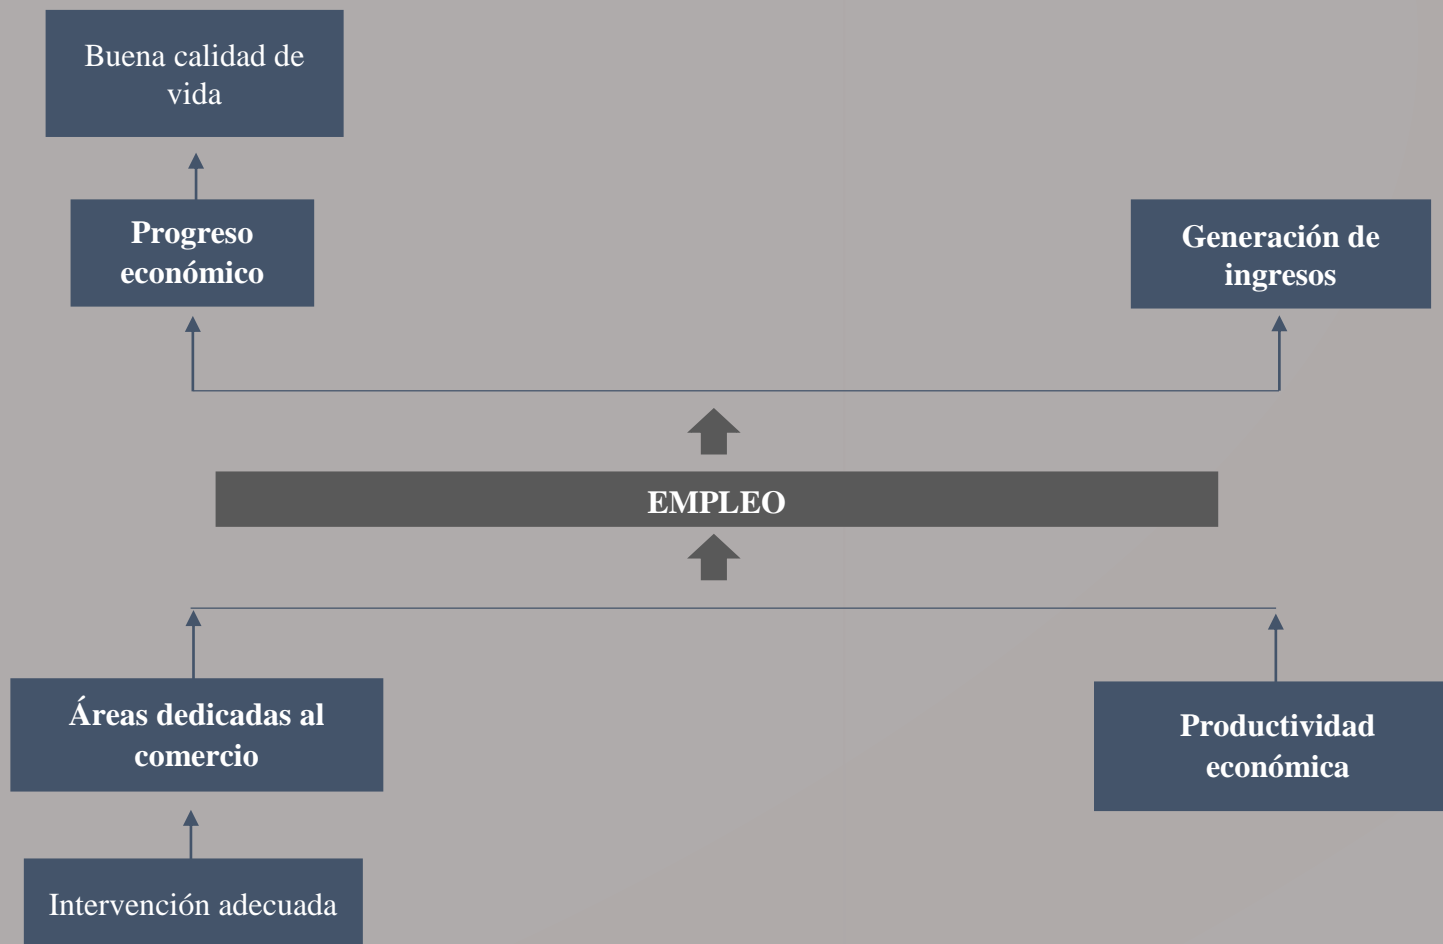 Buena calidad de
vida
Progreso
económico
Generación de
ingresos
EMPLEO
Áreas dedicadas al
comercio
Productividad
económica
Intervención adecuada